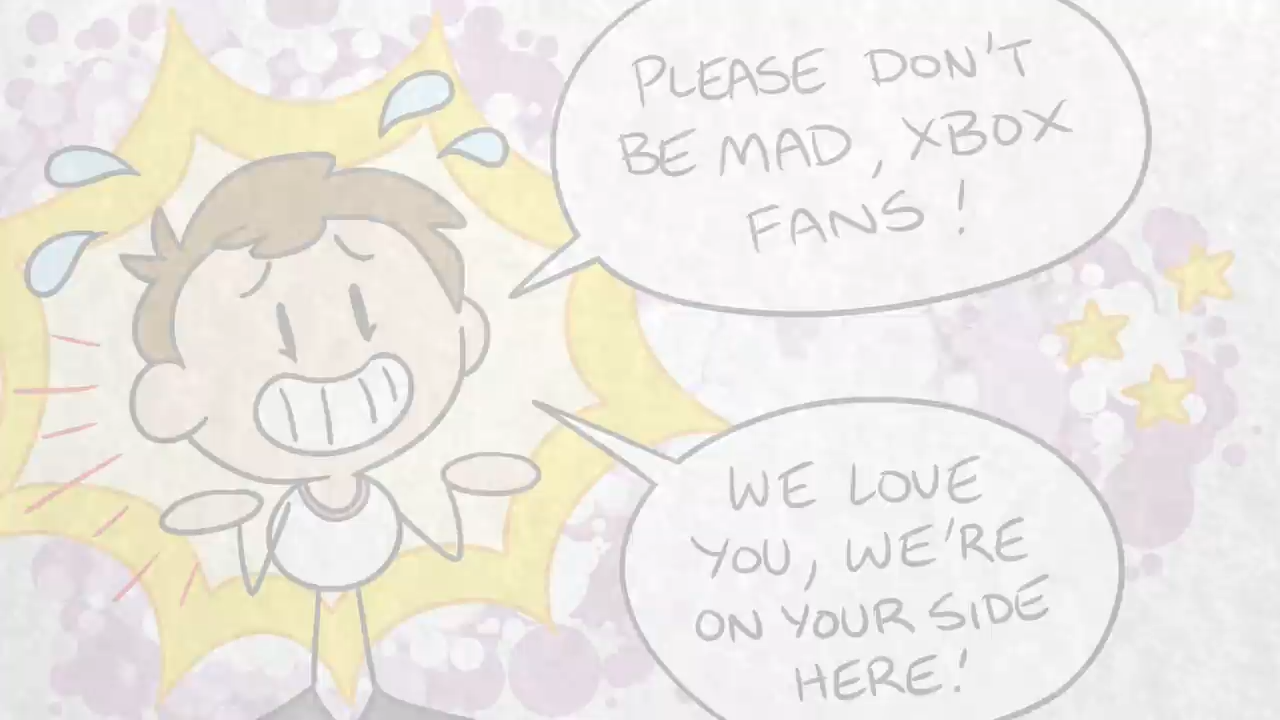 PLEASE DON'T
BE MAD, XBOX
FANS!
WE LOVE
YOU, WE'RE
ON YOUR SIDE
HERE!